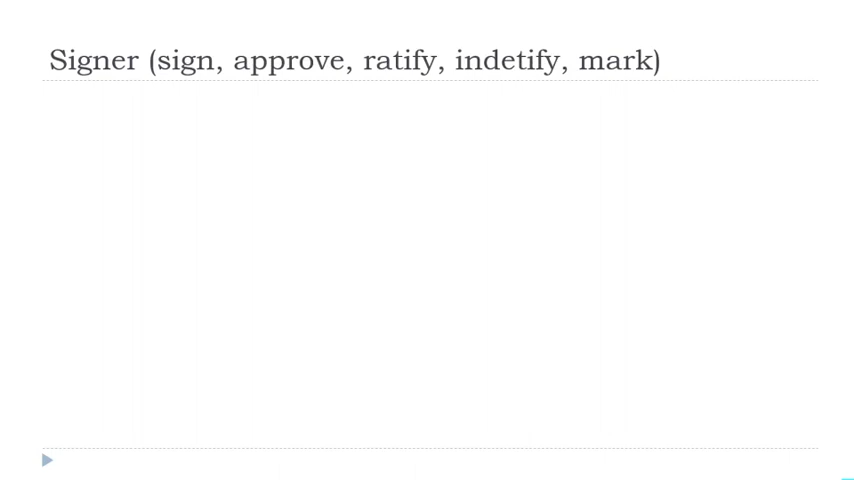 Signer (sign, approve, ratify, indetify, mark)